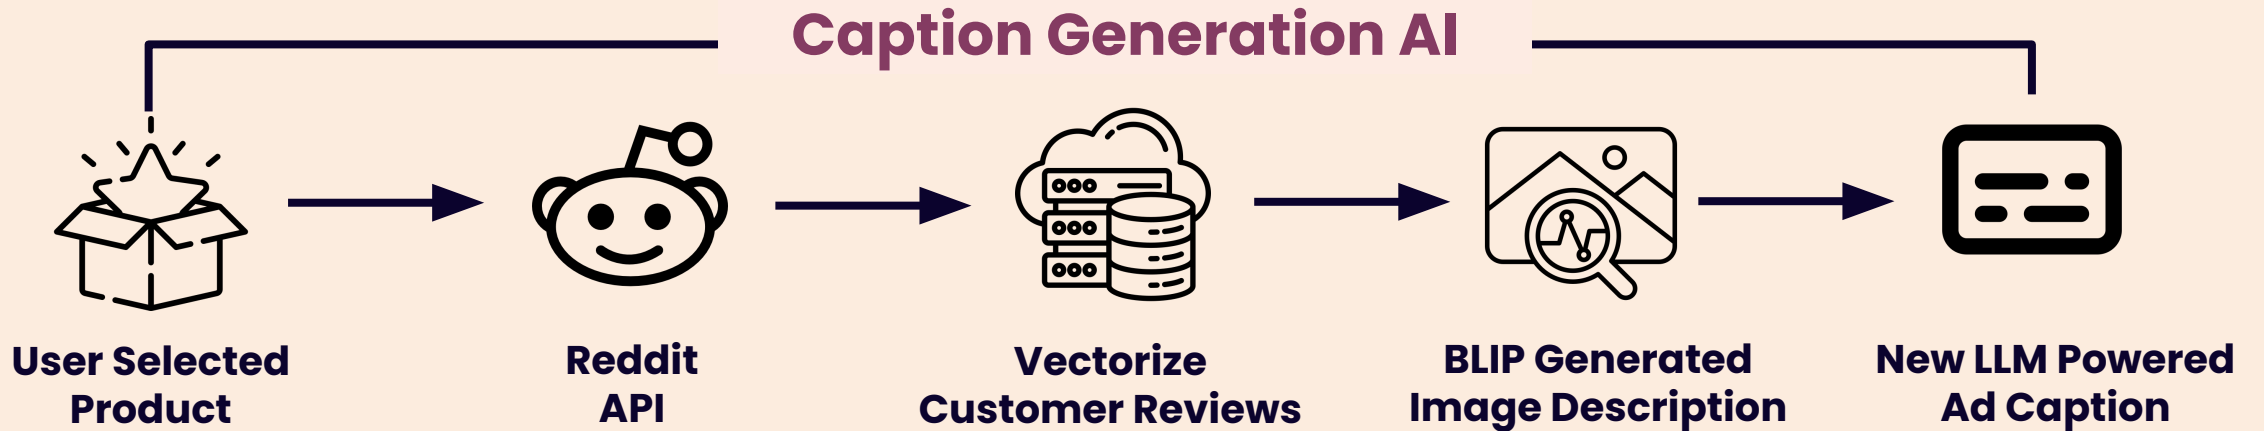 Caption Generation AI
User Selected
Product
Reddit
API
Vectorize
Customer Reviews
BLIP Generated
Image Description
New LLM Powered
Ad Caption